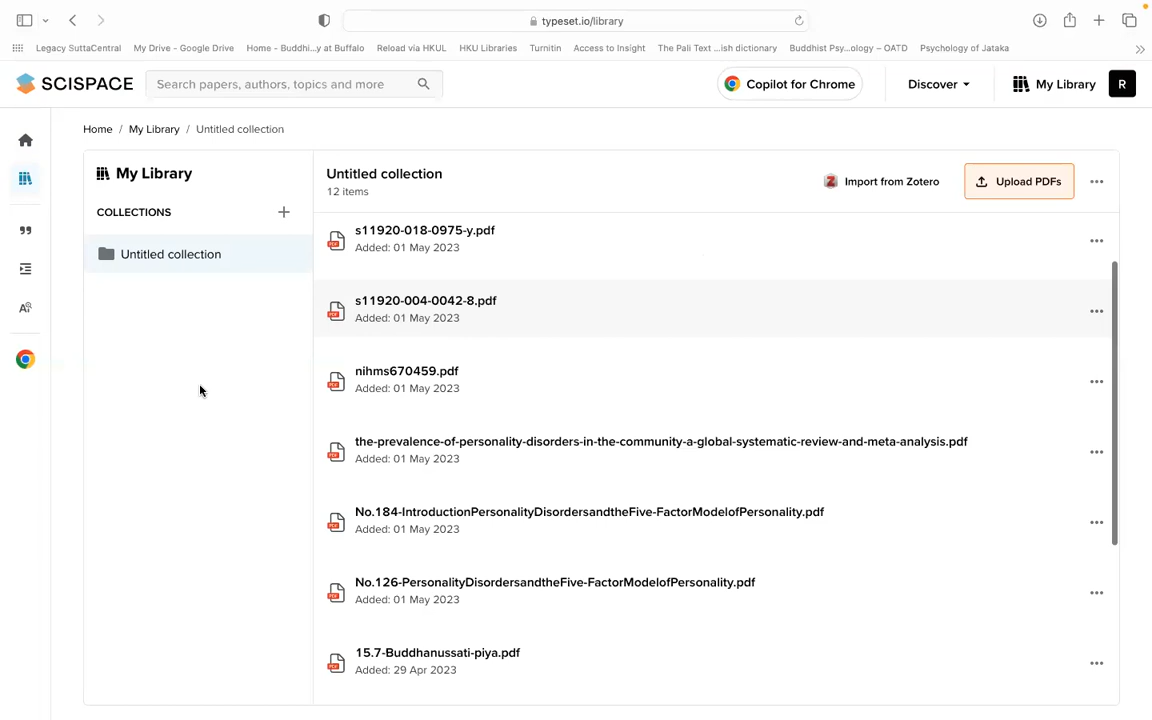 typeset.io/library
Legacy SuttaCentral
My Drive – Google Drive
Home - Buddhi...y at Buffalo
Reload via HKUL
HKU Libraries
Turnitin
Access to Insight
The Pali Text ...ish dictionary
Buddhist Psy...ology – OATD
Psychology of Jataka
SCISPACE
Search papers, authors, topics and more
Copilot for Chrome
Discover
My Library
R
Home / My Library / Untitled collection
My Library
COLLECTIONS
Untitled collection
Untitled collection
12 items
Import from Zotero
Upload PDFs
s11920-018-0975-y.pdf
Added: 01 May 2023
s11920-004-0042-8.pdf
Added: 01 May 2023
nihms670459.pdf
Added: 01 May 2023
the-prevalence-of-personality-disorders-in-the-community-a-global-systematic-review-and-meta-analysis.pdf
Added: 01 May 2023
No.184-IntroductionPersonalityDisordersandtheFive-FactorModelofPersonality.pdf
Added: 01 May 2023
No.126-PersonalityDisordersandtheFive-FactorModelofPersonality.pdf
Added: 01 May 2023
15.7-Buddhanussati-piya.pdf
Added: 29 Apr 2023